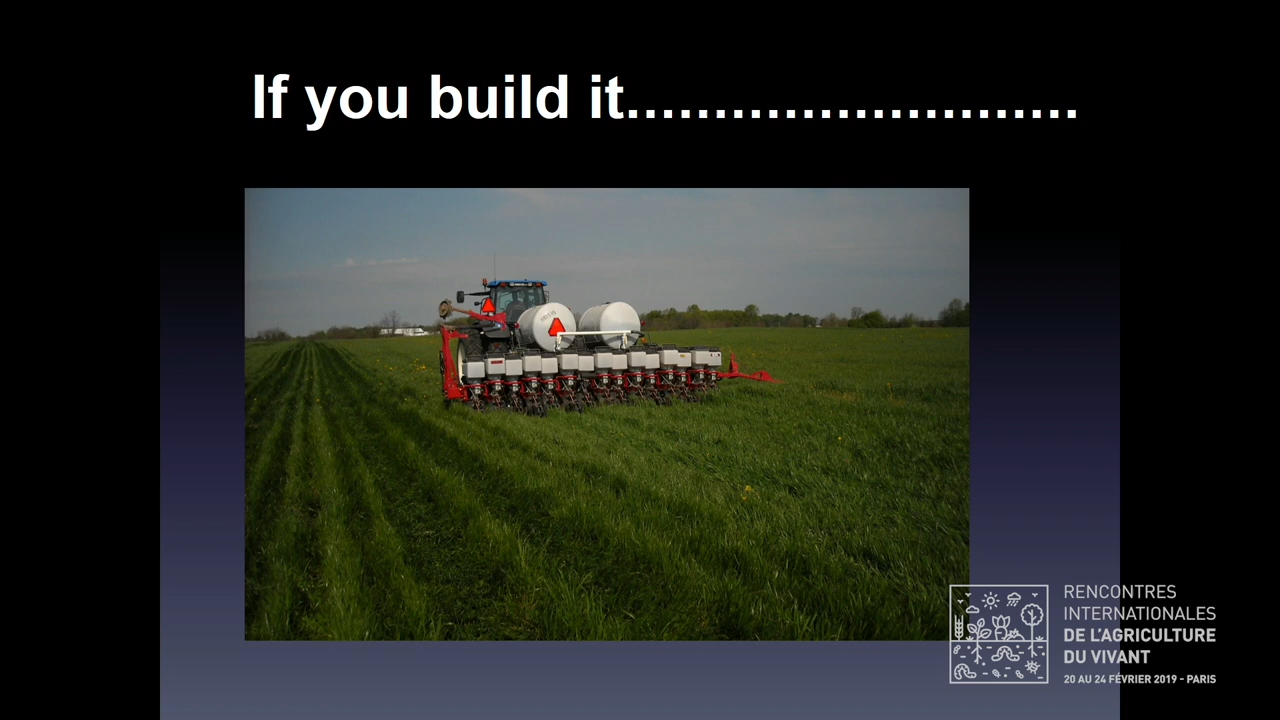 If you build it..........................
RENCONTRES
INTERNATIONALES
DE L'AGRICULTURE
DU VIVANT
20 AU 24 FÉVRIER 2019 - PARIS